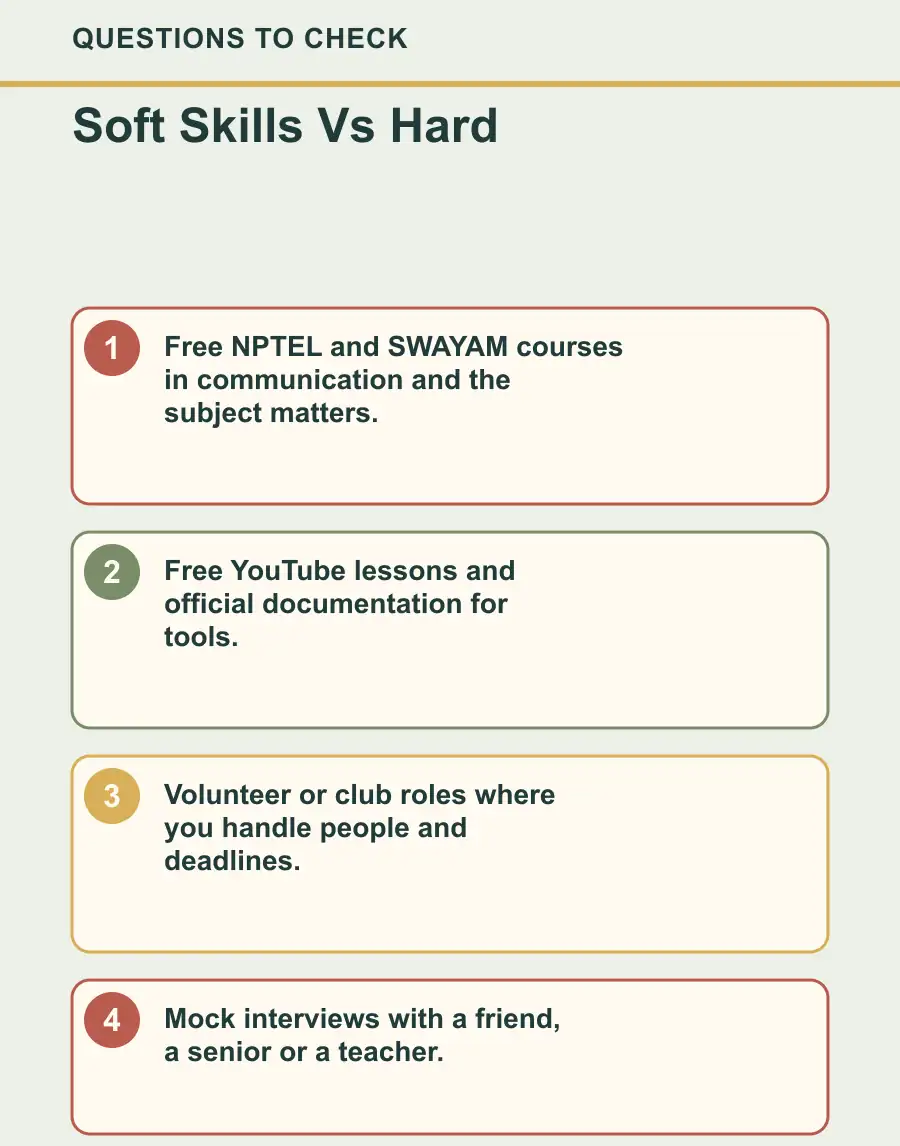 QUESTIONS TO CHECK
Soft Skills Vs Hard
1
Free NPTEL and SWAYAM courses
in communication and the
subject matters.
2
Free YouTube lessons and
official documentation for
tools.
3
Volunteer or club roles where
you handle people and
deadlines.
4
Mock interviews with a friend,
a senior or a teacher.